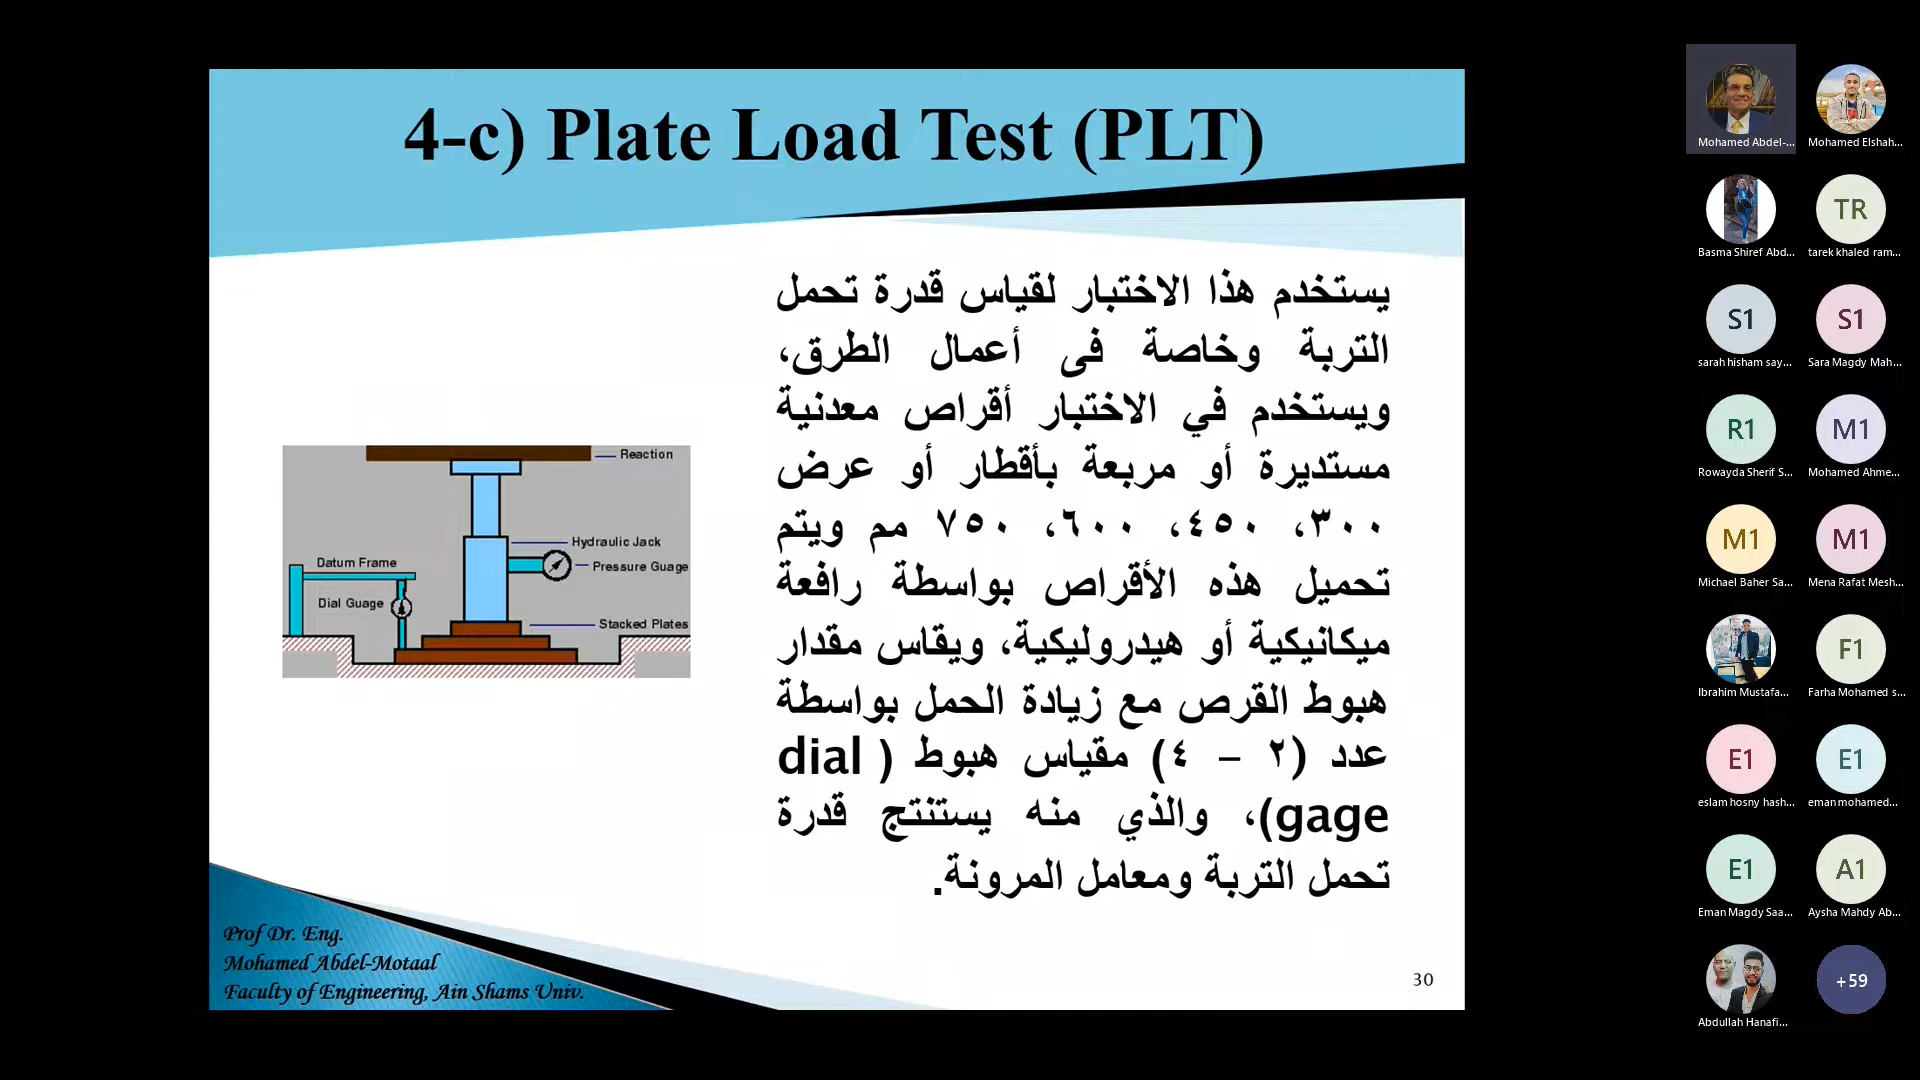 4-c) Plate Load Test (PLT)
يستخدم هذا الاختبار لقياس قدرة تحمل
التربة وخاصة فى أعمال الطرق،
ويستخدم في الاختبار أقراص معدنية
مستديرة أو مربعة بأقطار أو عرض
٣٠٠، ٤٥٠، ٦٠٠، ٧٥٠ مم ويتم
تحميل هذه الأقراص بواسطة رافعة
ميكانيكية أو هيدروليكية، ويقاس مقدار
هبوط القرص مع زيادة الحمل بواسطة
عدد (٢ – ٤) مقياس هبوط ( dial
gage)، والذي منه يستنتج قدرة
تحمل التربة ومعامل المرونة.
Reaction
Hydraulic Jack
Pressure Guage
Datum Frame
Dial Guage
Stacked Plates
Prof Dr. Eng.
Mohamed Abdel-Motaal
Faculty of Engineering, Ain Shams Univ.
30
Mohamed Abdel-...
Mohamed Elshah...
Basma Shiref Abd...
TR
tarek khaled ram...
S1
sarah hisham say...
S1
Sara Magdy Mah...
R1
Rowayda Sherif S...
M1
Mohamed Ahme...
M1
Michael Baher Sa...
M1
Mena Rafat Mesh...
Ibrahim Mustafa...
F1
Farha Mohamed s...
E1
eslam hosny hash...
E1
eman mohamed...
E1
Eman Magdy Saa...
A1
Aysha Mahdy Ab...
Abdullah Hanafi...
+59